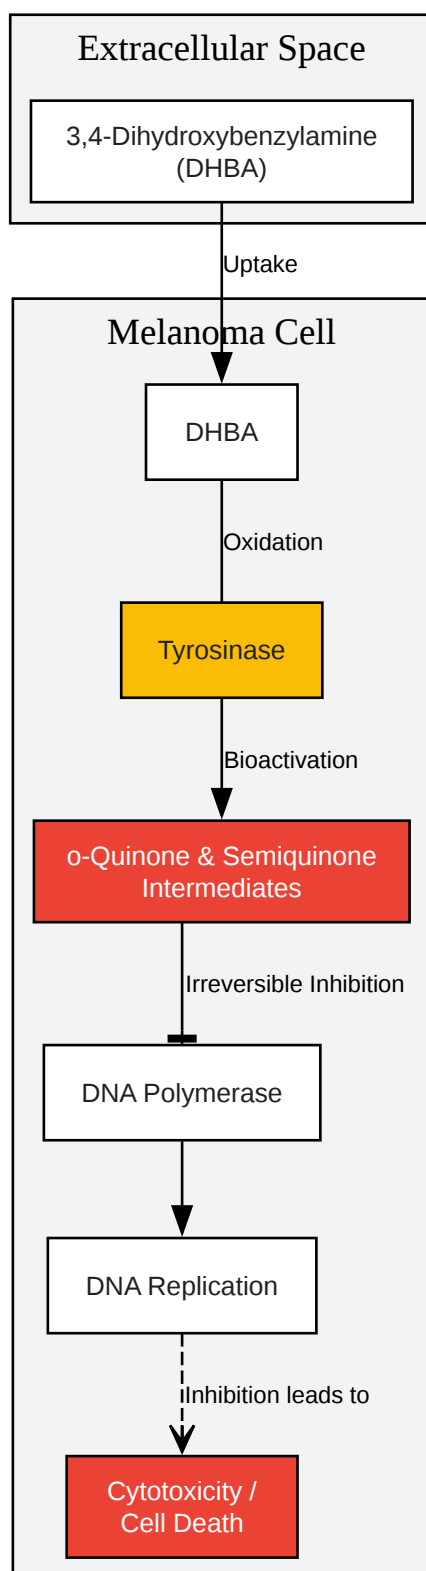 Extracellular Space
3,4-Dihydroxybenzylamine
(DHBA)
Uptake
Melanoma Cell
DHBA
Oxidation
Tyrosinase
Bioactivation
o-Quinone & Semiquinone
Intermediates
Irreversible Inhibition
DNA Polymerase
DNA Replication
Inhibition leads to
Cytotoxicity /
Cell Death